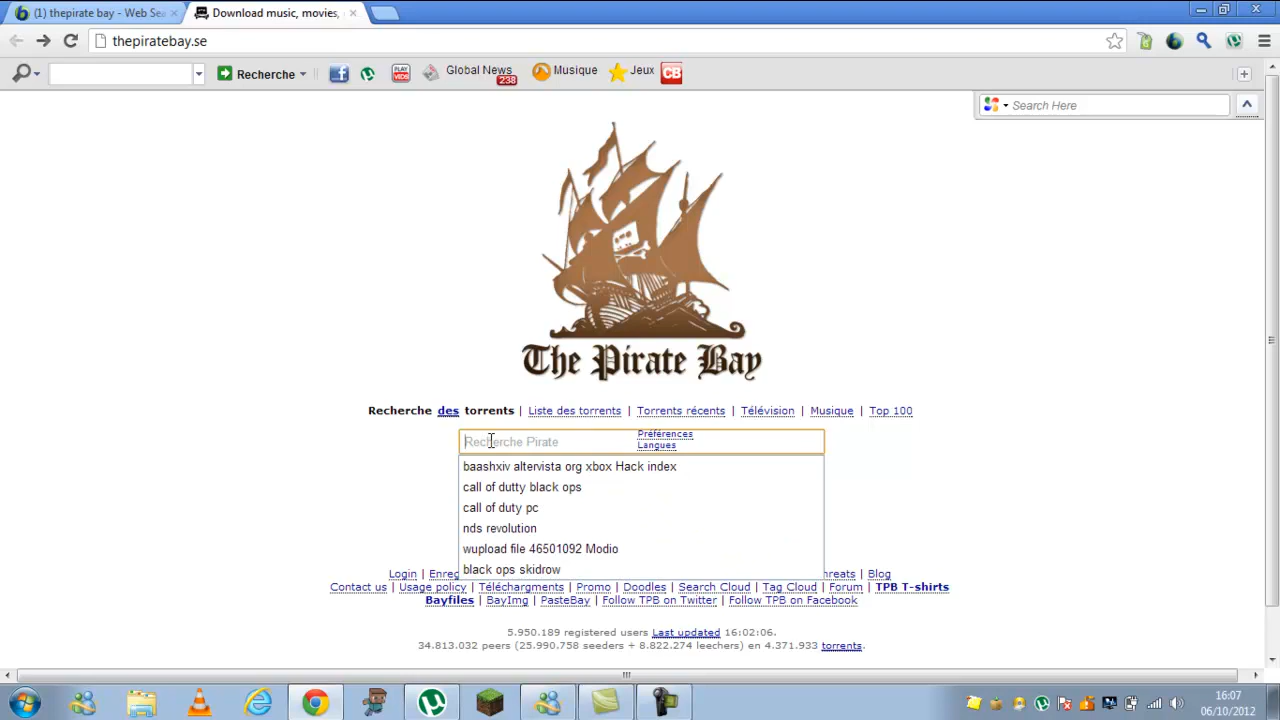 (1) thepirate bay - Web Sea
Download music, movies,
thepiratebay.se
Recherche
PLAY VIDS
Global News
238
Musique
Jeux
CB
Search Here
The Pirate Bay
Recherche des torrents | Liste des torrents | Torrents récents | Télévision | Musique | Top 100
Recherche Pirate
Préférences
Langues
baashxiv altervista org xbox Hack index
call of dutty black ops
call of duty pc
nds revolution
wupload file 46501092 Modio
black ops skidrow
Login | Enreg
hreats | Blog
Contact us | Usage policy | Téléchargments | Promo | Doodles | Search Cloud | Tag Cloud | Forum | TPB T-shirts
Bayfiles | BayImg | PasteBay | Follow TPB on Twitter | Follow TPB on Facebook
5.950.189 registered users Last updated 16:02:06.
34.813.032 peers (25.990.758 seeders + 8.822.274 leechers) en 4.371.933 torrents.
16:07
06/10/2012